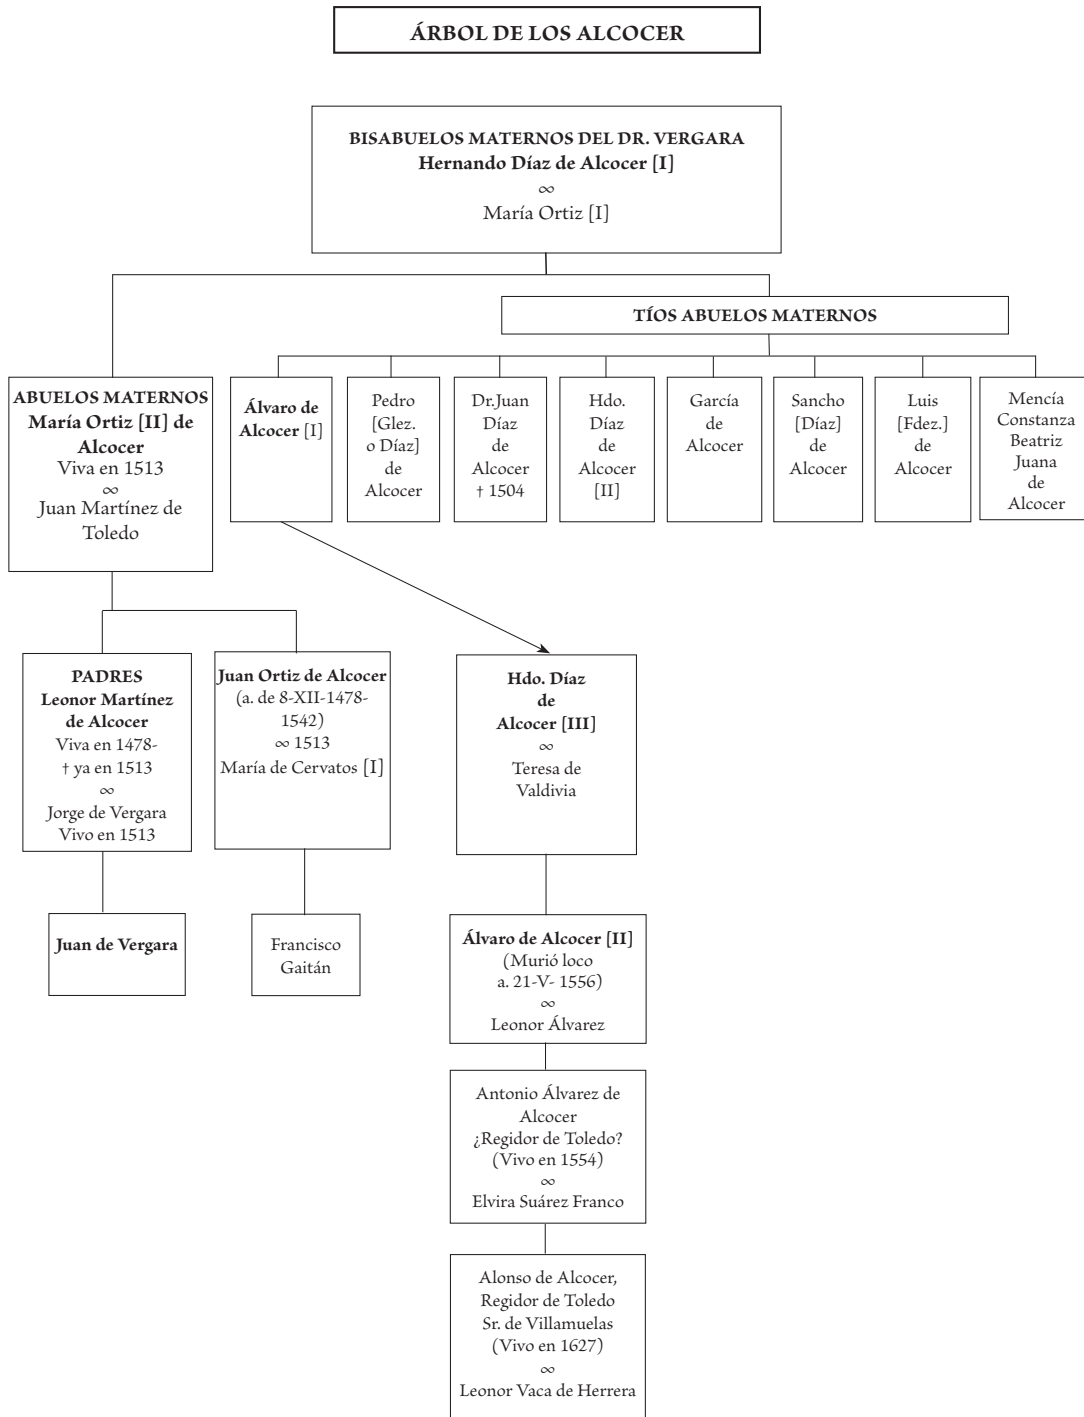 ÁRBOL DE LOS ALCOCER
BISABUELOS MATERNOS DEL DR. VERGARA
Hernando Díaz de Alcocer [I]
∞
María Ortiz [I]
TÍOS ABUELOS MATERNOS
ABUELOS MATERNOS
María Ortiz [II] de
Alcocer
Viva en 1513
∞
Juan Martínez de
Toledo
Álvaro de
Alcocer [I]
Pedro
[Glez.
o Díaz]
de
Alcocer
Dr.Juan
Díaz
de
Alcocer
† 1504
Hdo.
Díaz
de
Alcocer
[II]
García
de
Alcocer
Sancho
[Díaz]
de
Alcocer
Luis
[Fdez.]
de
Alcocer
Mencía
Constanza
Beatriz
Juana
de
Alcocer
PADRES
Leonor Martínez
de Alcocer
Viva en 1478-
† ya en 1513
∞
Jorge de Vergara
Vivo en 1513
Juan Ortiz de Alcocer
(a. de 8-XII-1478-
1542)
∞ 1513
María de Cervatos [I]
Hdo. Díaz
de
Alcocer [III]
∞
Teresa de
Valdivia
Juan de Vergara
Francisco
Gaitán
Álvaro de Alcocer [II]
(Murió loco
a. 21-V- 1556)
∞
Leonor Álvarez
Antonio Álvarez de
Alcocer
¿Regidor de Toledo?
(Vivo en 1554)
∞
Elvira Suárez Franco
Alonso de Alcocer,
Regidor de Toledo
Sr. de Villamuelas
(Vivo en 1627)
∞
Leonor Vaca de Herrera